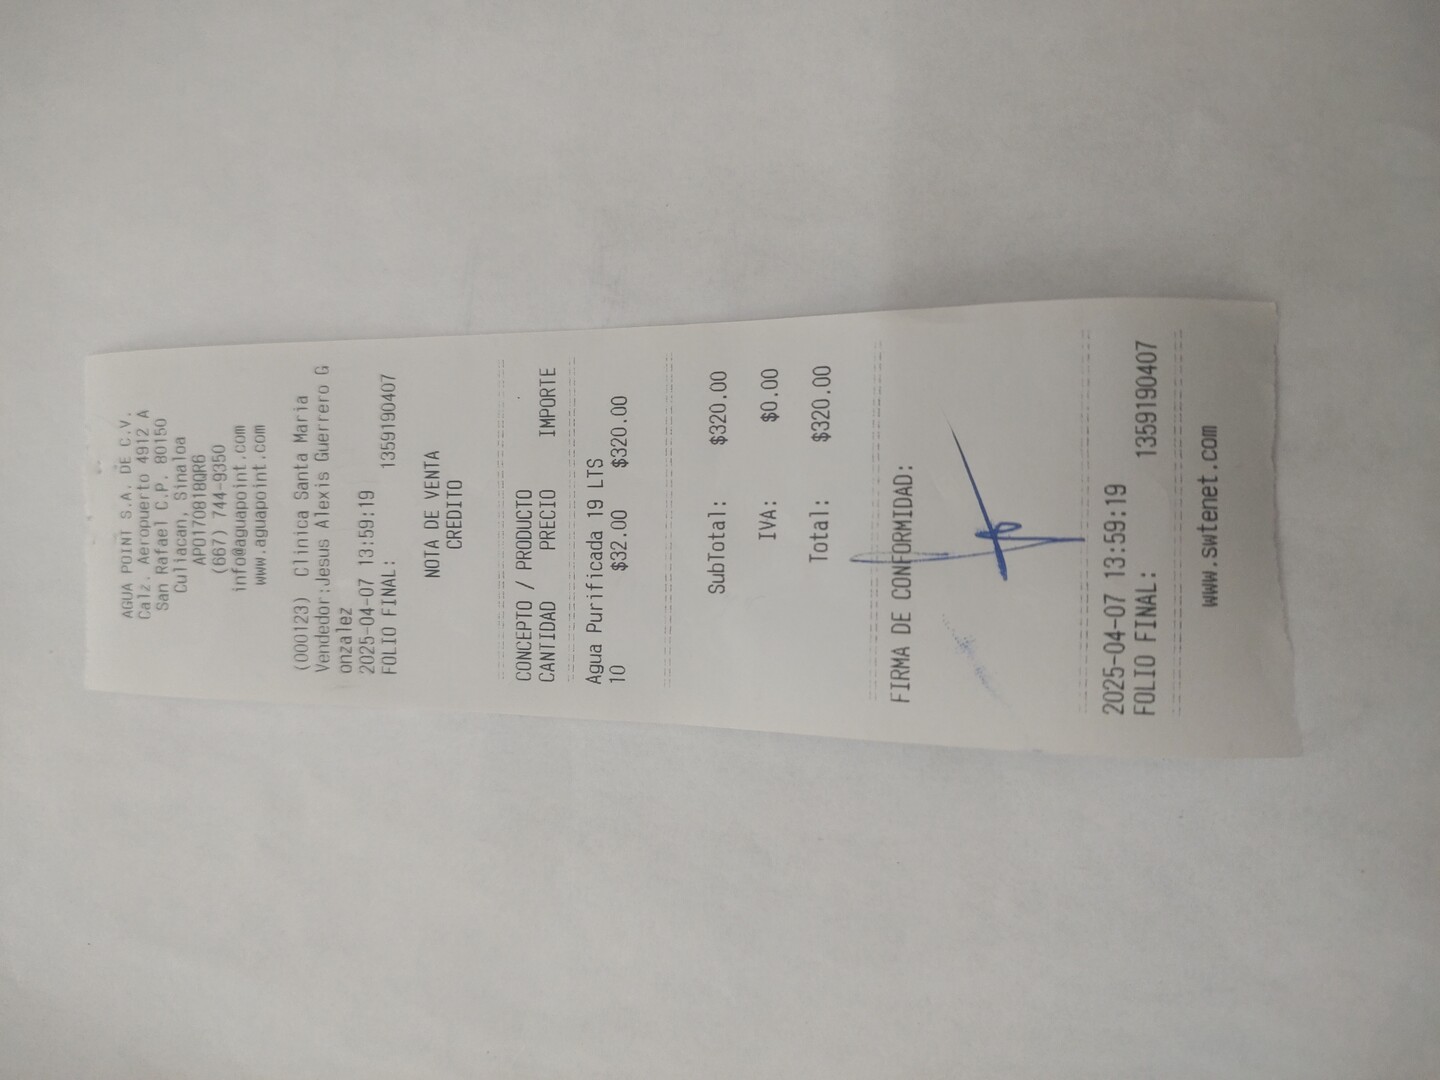 AGUA POINT S.A. DE C.V.
Calz. Aeropuerto 4912 A
San Rafael C.P. 80150
Culiacan, Sinaloa
APO170818QR6
(667) 744-9350
info@aguapoint.com
www.aguapoint.com
(000123) Clinica Santa Maria
Vendedor:Jesus Alexis Guerrero G
onzalez
2025-04-07 13:59:19
FOLIO FINAL: 1359190407
NOTA DE VENTA
CREDITO
CONCEPTO / PRODUCTO
CANTIDAD PRECIO IMPORTE
Agua Purificada 19 LTS
10 $32.00 $320.00
SubTotal: $320.00
IVA: $0.00
Total: $320.00
FIRMA DE CONFORMIDAD:
2025-04-07 13:59:19
FOLIO FINAL: 1359190407
www.swtenet.com